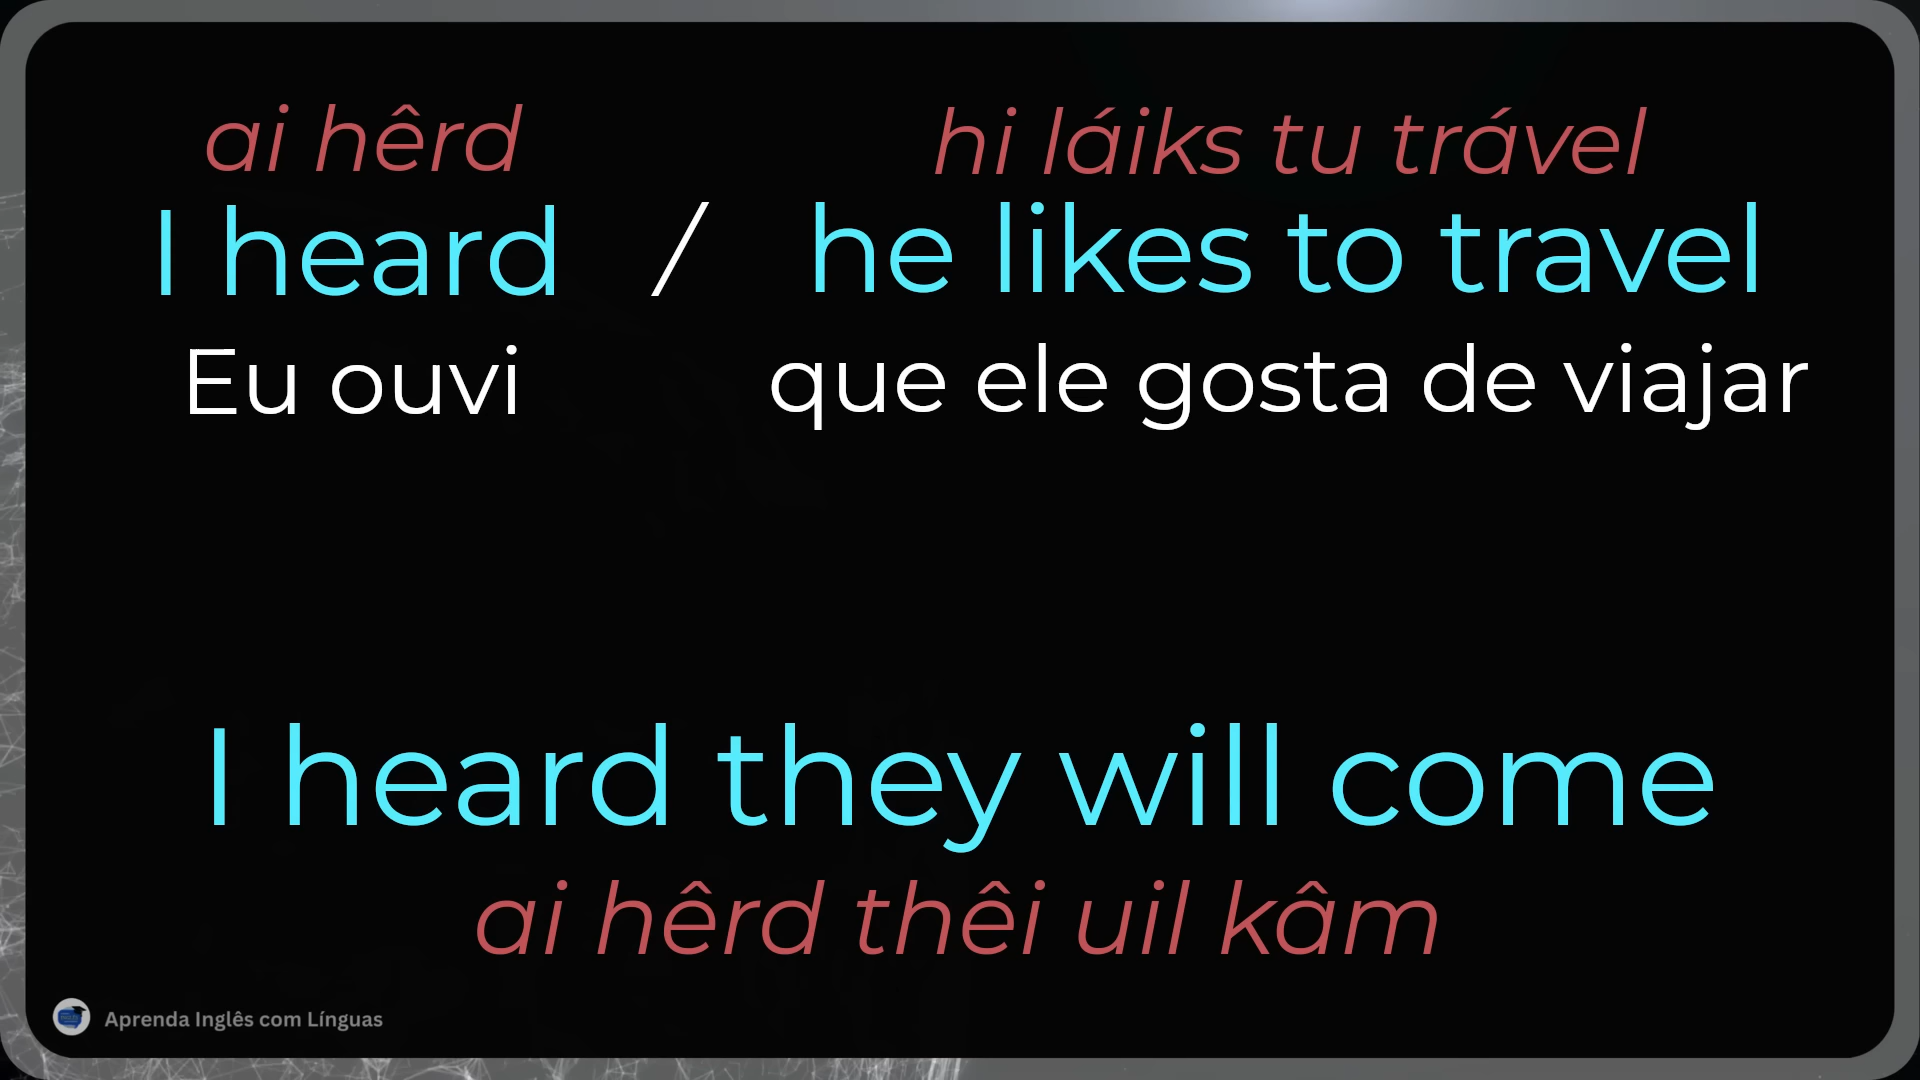 ai hêrd hi láiks tu trável
I heard / he likes to travel
Eu ouvi que ele gosta de viajar
I heard they will come
ai hêrd thêi uil kâm
Aprenda Inglês com Línguas